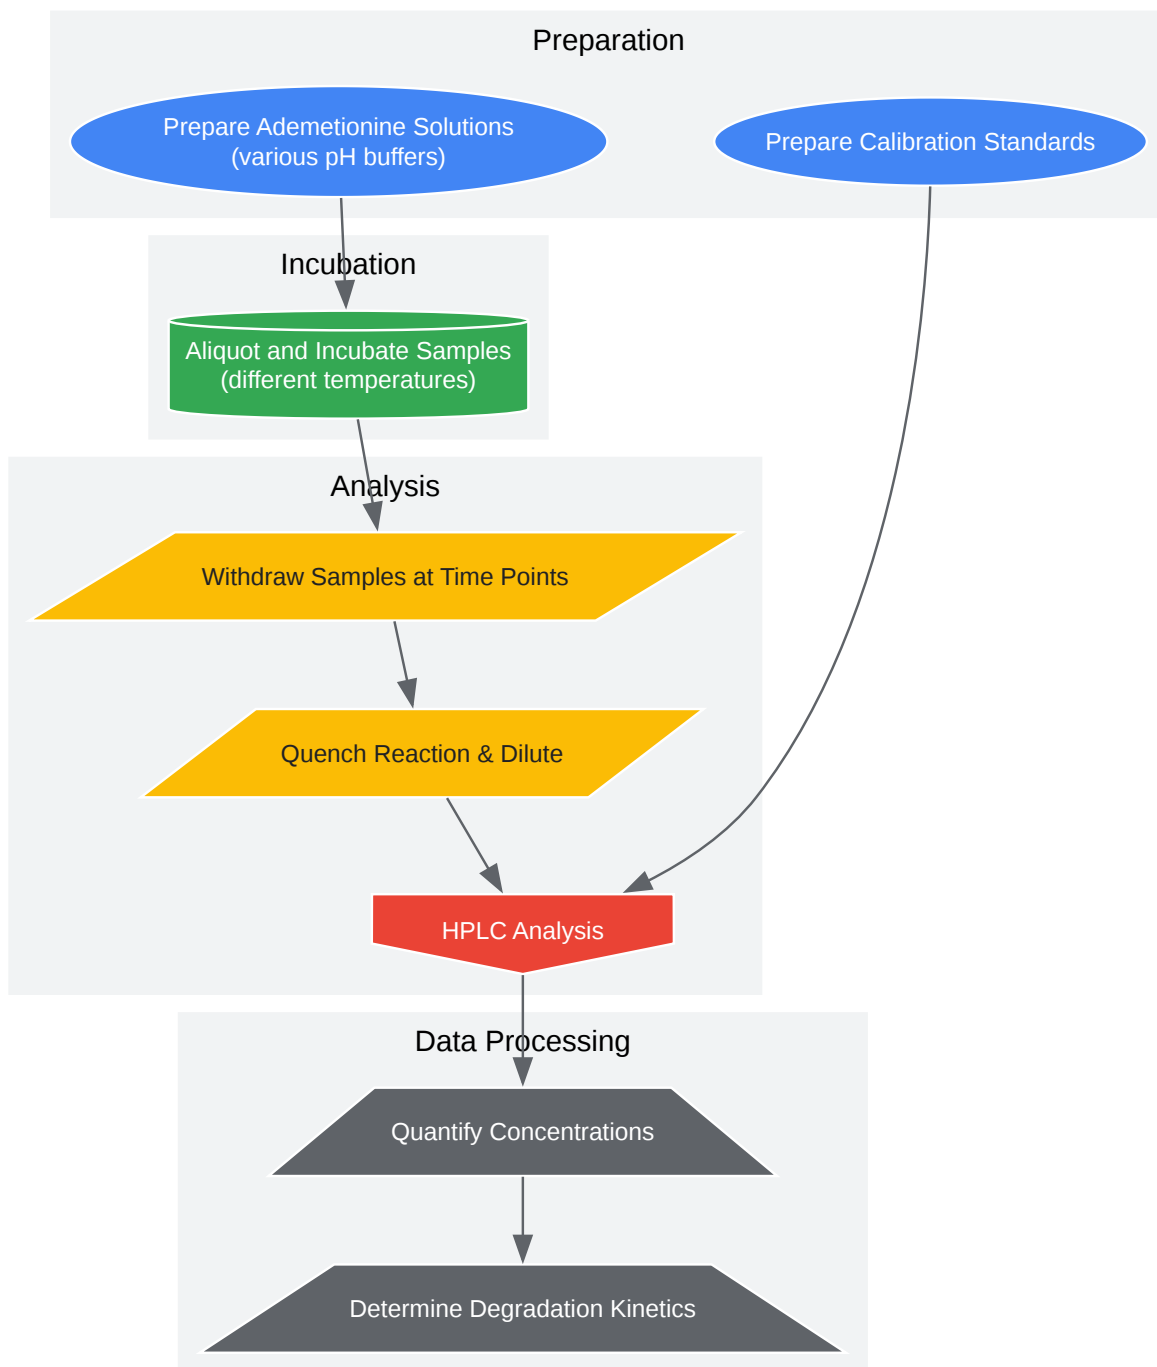 Preparation
Prepare Ademetionine Solutions
(various pH buffers)
Prepare Calibration Standards
Incubation
Aliquot and Incubate Samples
(different temperatures)
Analysis
Withdraw Samples at Time Points
Quench Reaction & Dilute
HPLC Analysis
Data Processing
Quantify Concentrations
Determine Degradation Kinetics